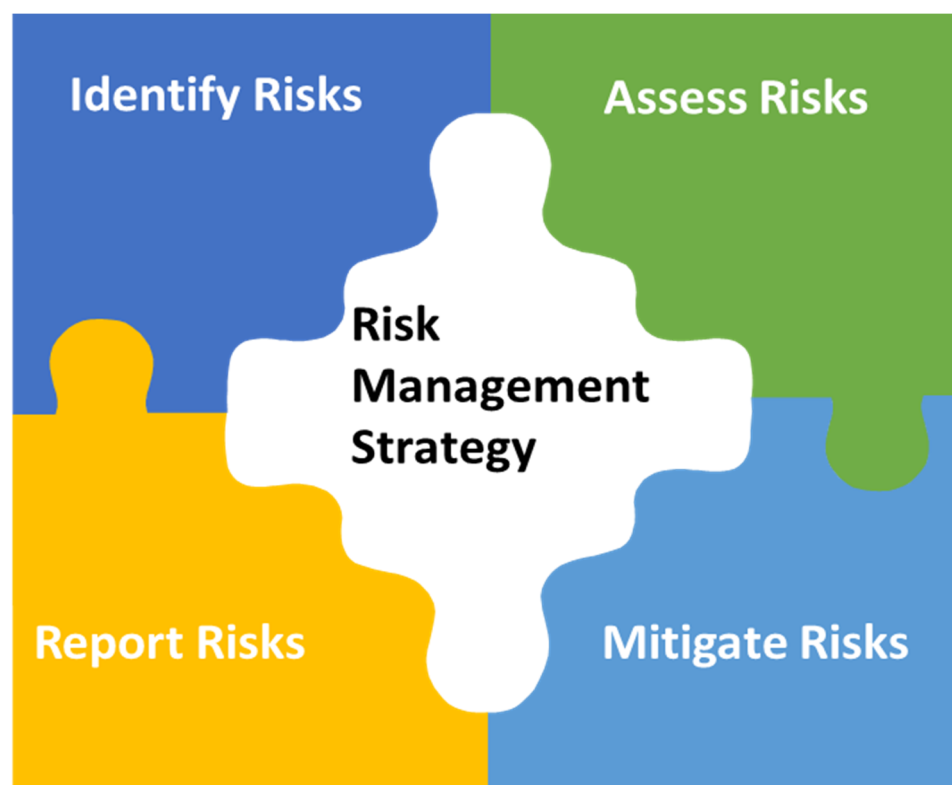 Identify Risks
Assess Risks
Risk
Management
Strategy
Report Risks
Mitigate Risks